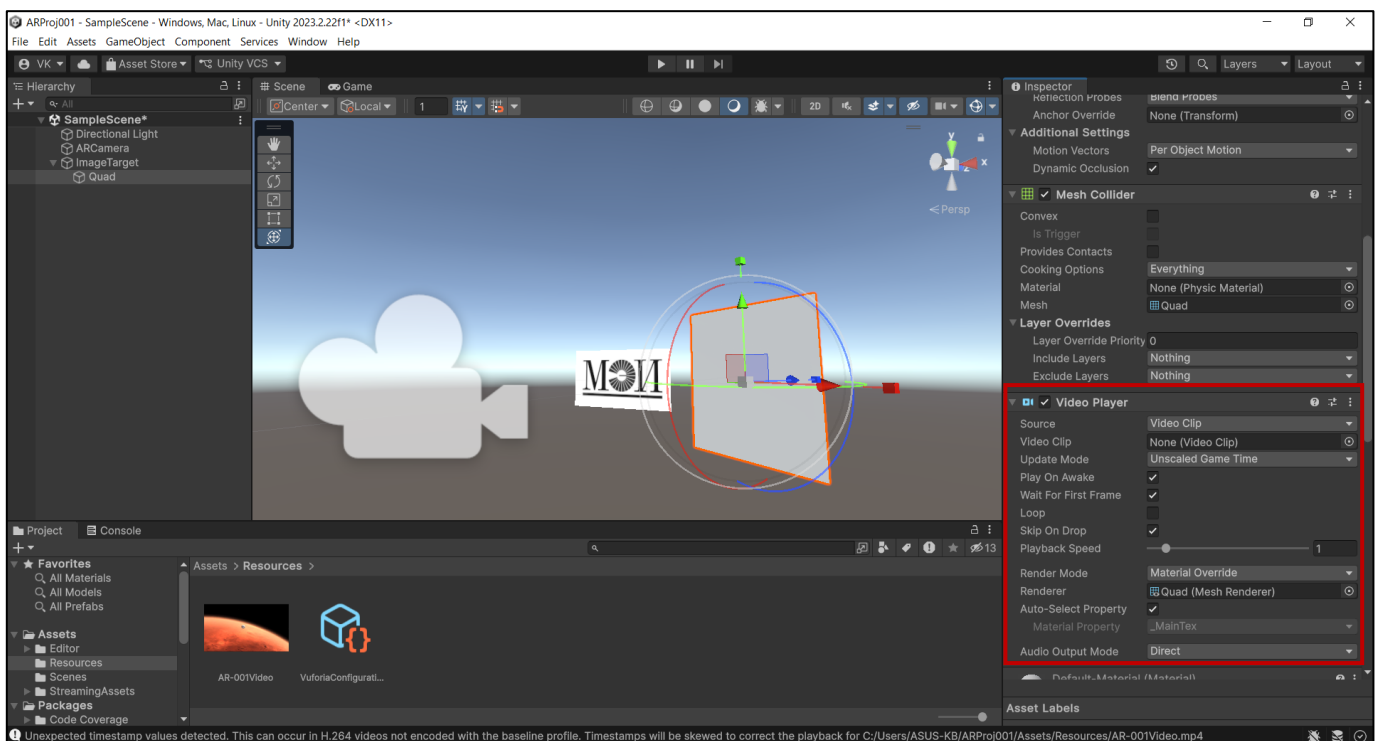 ARProj001 - SampleScene - Windows, Mac, Linux - Unity 2023.2.22f1* <DX11>
File Edit Assets GameObject Component Services Window Help
VK Asset Store Unity VCS Layers Layout
Hierarchy
All
SampleScene*
Directional Light
ARCamera
ImageTarget
Quad
Scene Game
Center Local 1 2D
y
x
z
Persp
МЭИ
Inspector
Reflection Probes Blend Probes
Anchor Override None (Transform)
Additional Settings
Motion Vectors Per Object Motion
Dynamic Occlusion
Mesh Collider
Convex
Is Trigger
Provides Contacts
Cooking Options Everything
Material None (Physic Material)
Mesh Quad
Layer Overrides
Layer Override Priority 0
Include Layers Nothing
Exclude Layers Nothing
Video Player
Source Video Clip
Video Clip None (Video Clip)
Update Mode Unscaled Game Time
Play On Awake
Wait For First Frame
Loop
Skip On Drop
Playback Speed 1
Render Mode Material Override
Renderer Quad (Mesh Renderer)
Auto-Select Property
Material Property _MainTex
Audio Output Mode Direct
Default-Material (Material)
Asset Labels
Project Console
13
Favorites
All Materials
All Models
All Prefabs
Assets
Editor
Resources
Scenes
StreamingAssets
Packages
Code Coverage
Assets > Resources >
AR-001Video VuforiaConfigurati...
Unexpected timestamp values detected. This can occur in H.264 videos not encoded with the baseline profile. Timestamps will be skewed to correct the playback for C:/Users/ASUS-KB/ARProj001/Assets/Resources/AR-001Video.mp4